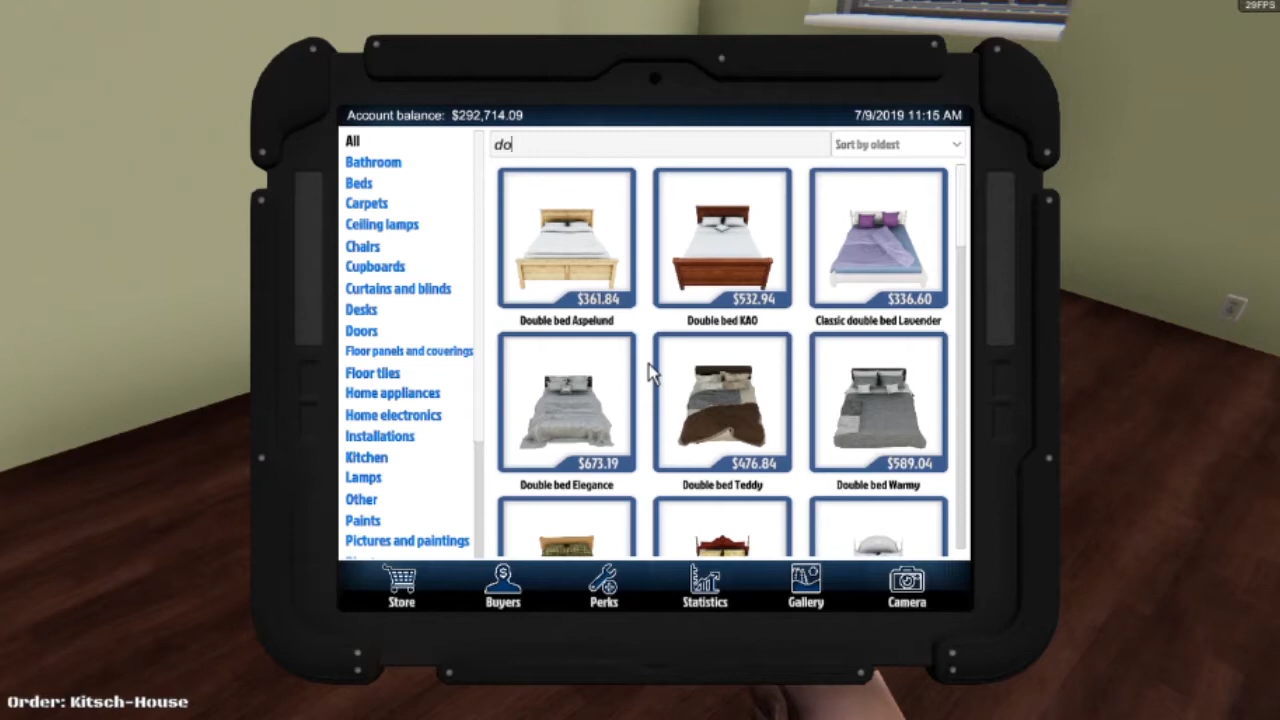 29FPS
Account balance: $292,714.09
7/9/2019 11:15 AM
All
Bathroom
Beds
Carpets
Ceiling lamps
Chairs
Cupboards
Curtains and blinds
Desks
Doors
Floor panels and coverings
Floor tiles
Home appliances
Home electronics
Installations
Kitchen
Lamps
Other
Paints
Pictures and paintings
do
Sort by oldest
$361.84
$532.94
$336.60
Double bed Aspelund
Double bed KAO
Classic double bed Lavender
$673.19
$476.84
$589.04
Double bed Elegance
Double bed Teddy
Double bed Warmy
Store
Buyers
Perks
Statistics
Gallery
Camera
Order: Kitsch-House